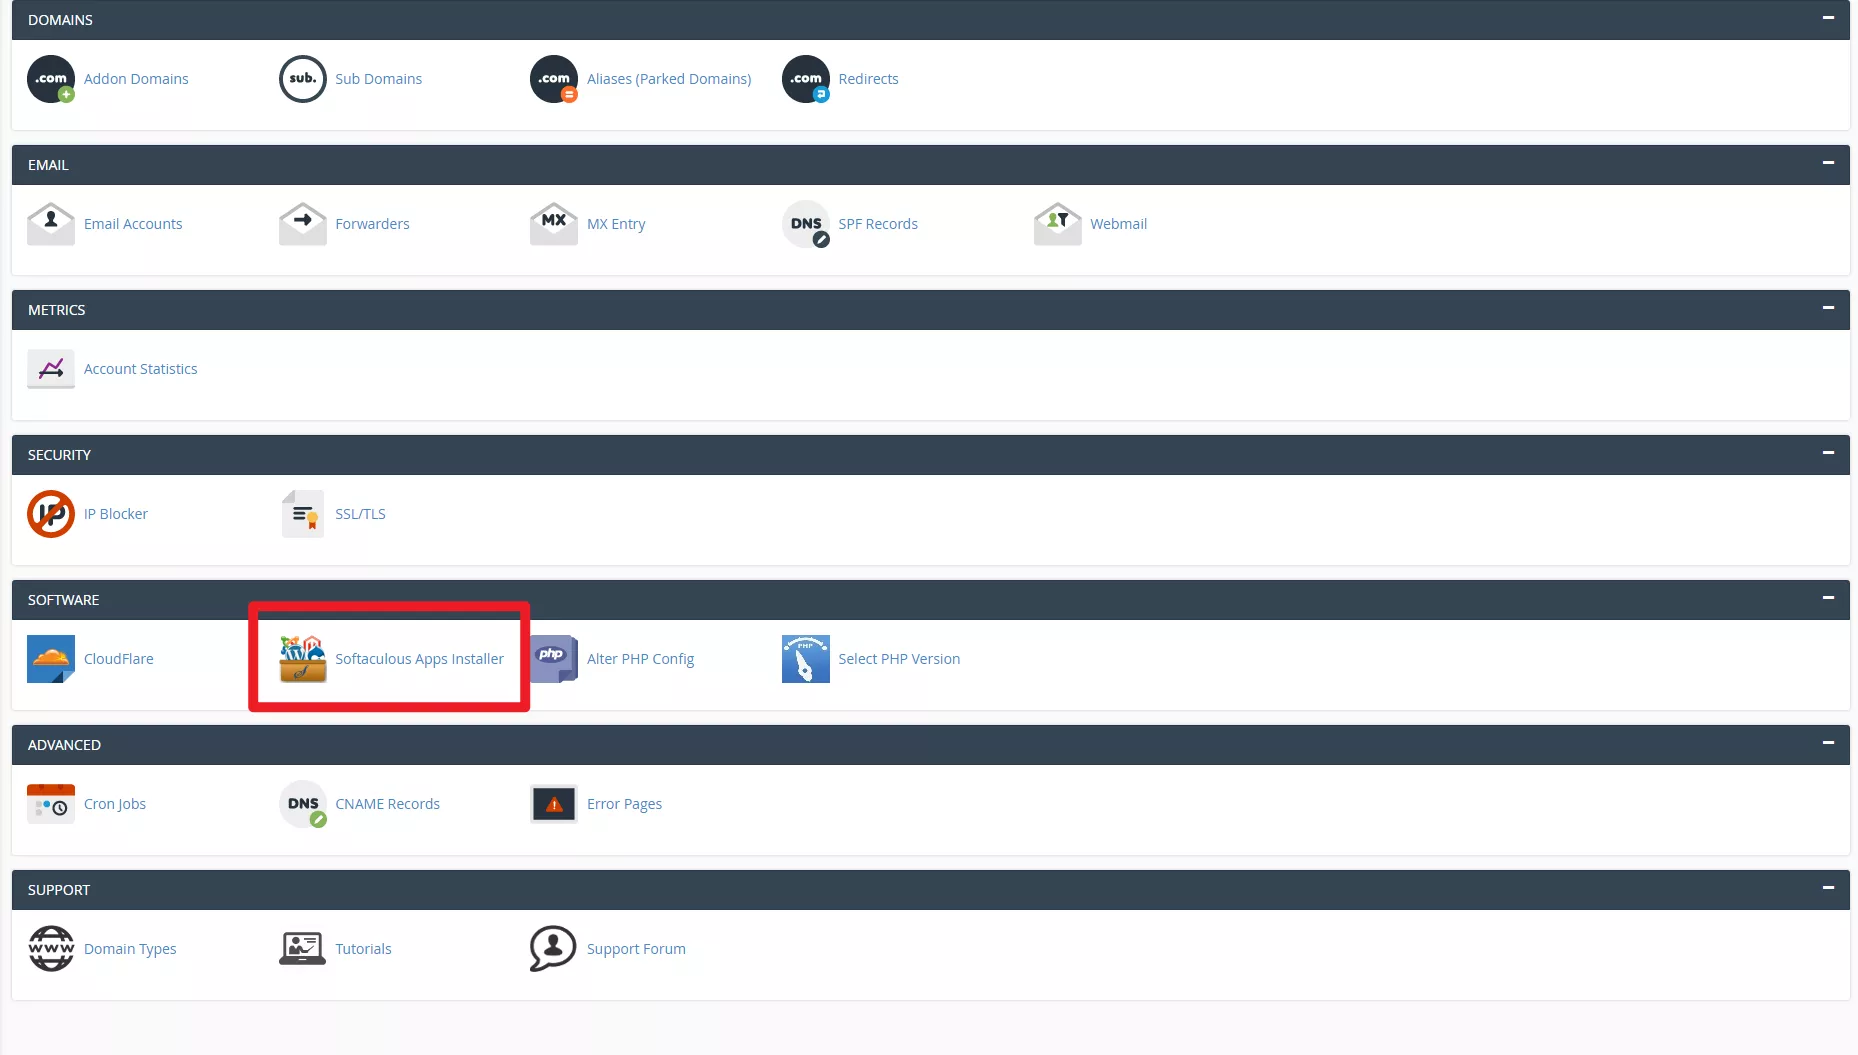 DOMAINS
.com Addon Domains sub. Sub Domains .com Aliases (Parked Domains) .com Redirects
EMAIL
Email Accounts Forwarders MX MX Entry DNS SPF Records Webmail
METRICS
Account Statistics
SECURITY
IP IP Blocker SSL/TLS
SOFTWARE
CloudFlare Softaculous Apps Installer php Alter PHP Config PHP Select PHP Version
ADVANCED
Cron Jobs DNS CNAME Records Error Pages
SUPPORT
www Domain Types Tutorials Support Forum